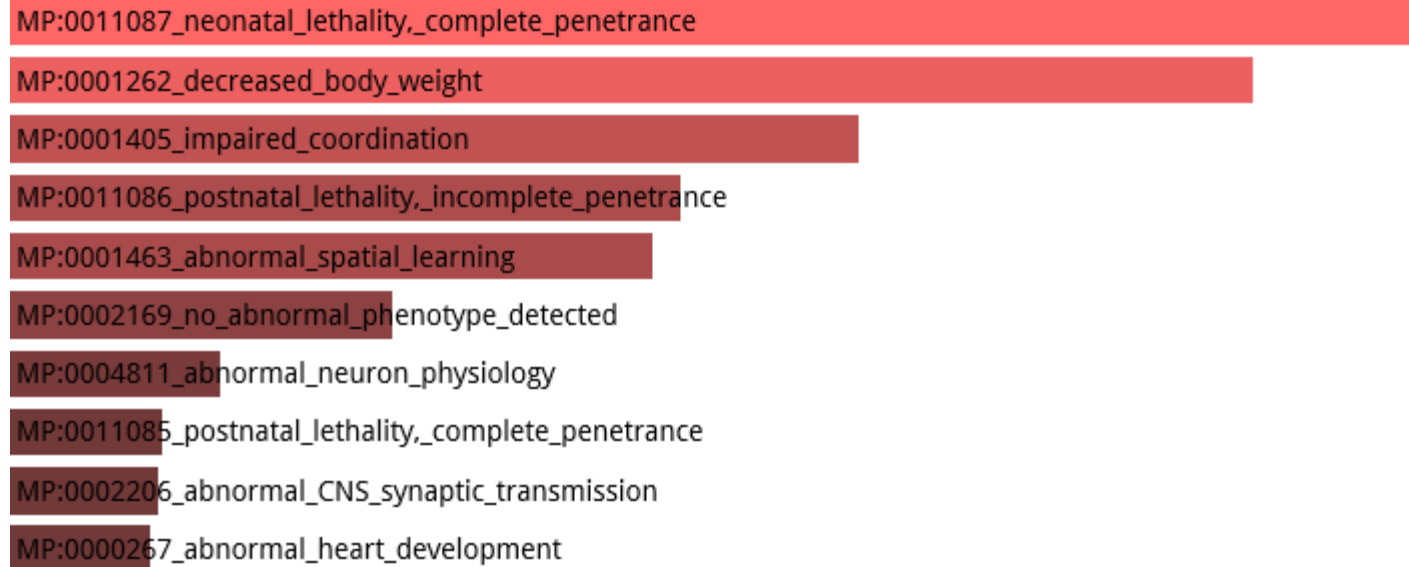 MP:0011087_neonatal_lethality,_complete_penetrance
MP:0001262_decreased_body_weight
MP:0001405_impaired_coordination
MP:0011086_postnatal_lethality,_incomplete_penetrance
MP:0001463_abnormal_spatial_learning
MP:0002169_no_abnormal_phenotype_detected
MP:0004811_abnormal_neuron_physiology
MP:0011085_postnatal_lethality,_complete_penetrance
MP:0002206_abnormal_CNS_synaptic_transmission
MP:0000267_abnormal_heart_development